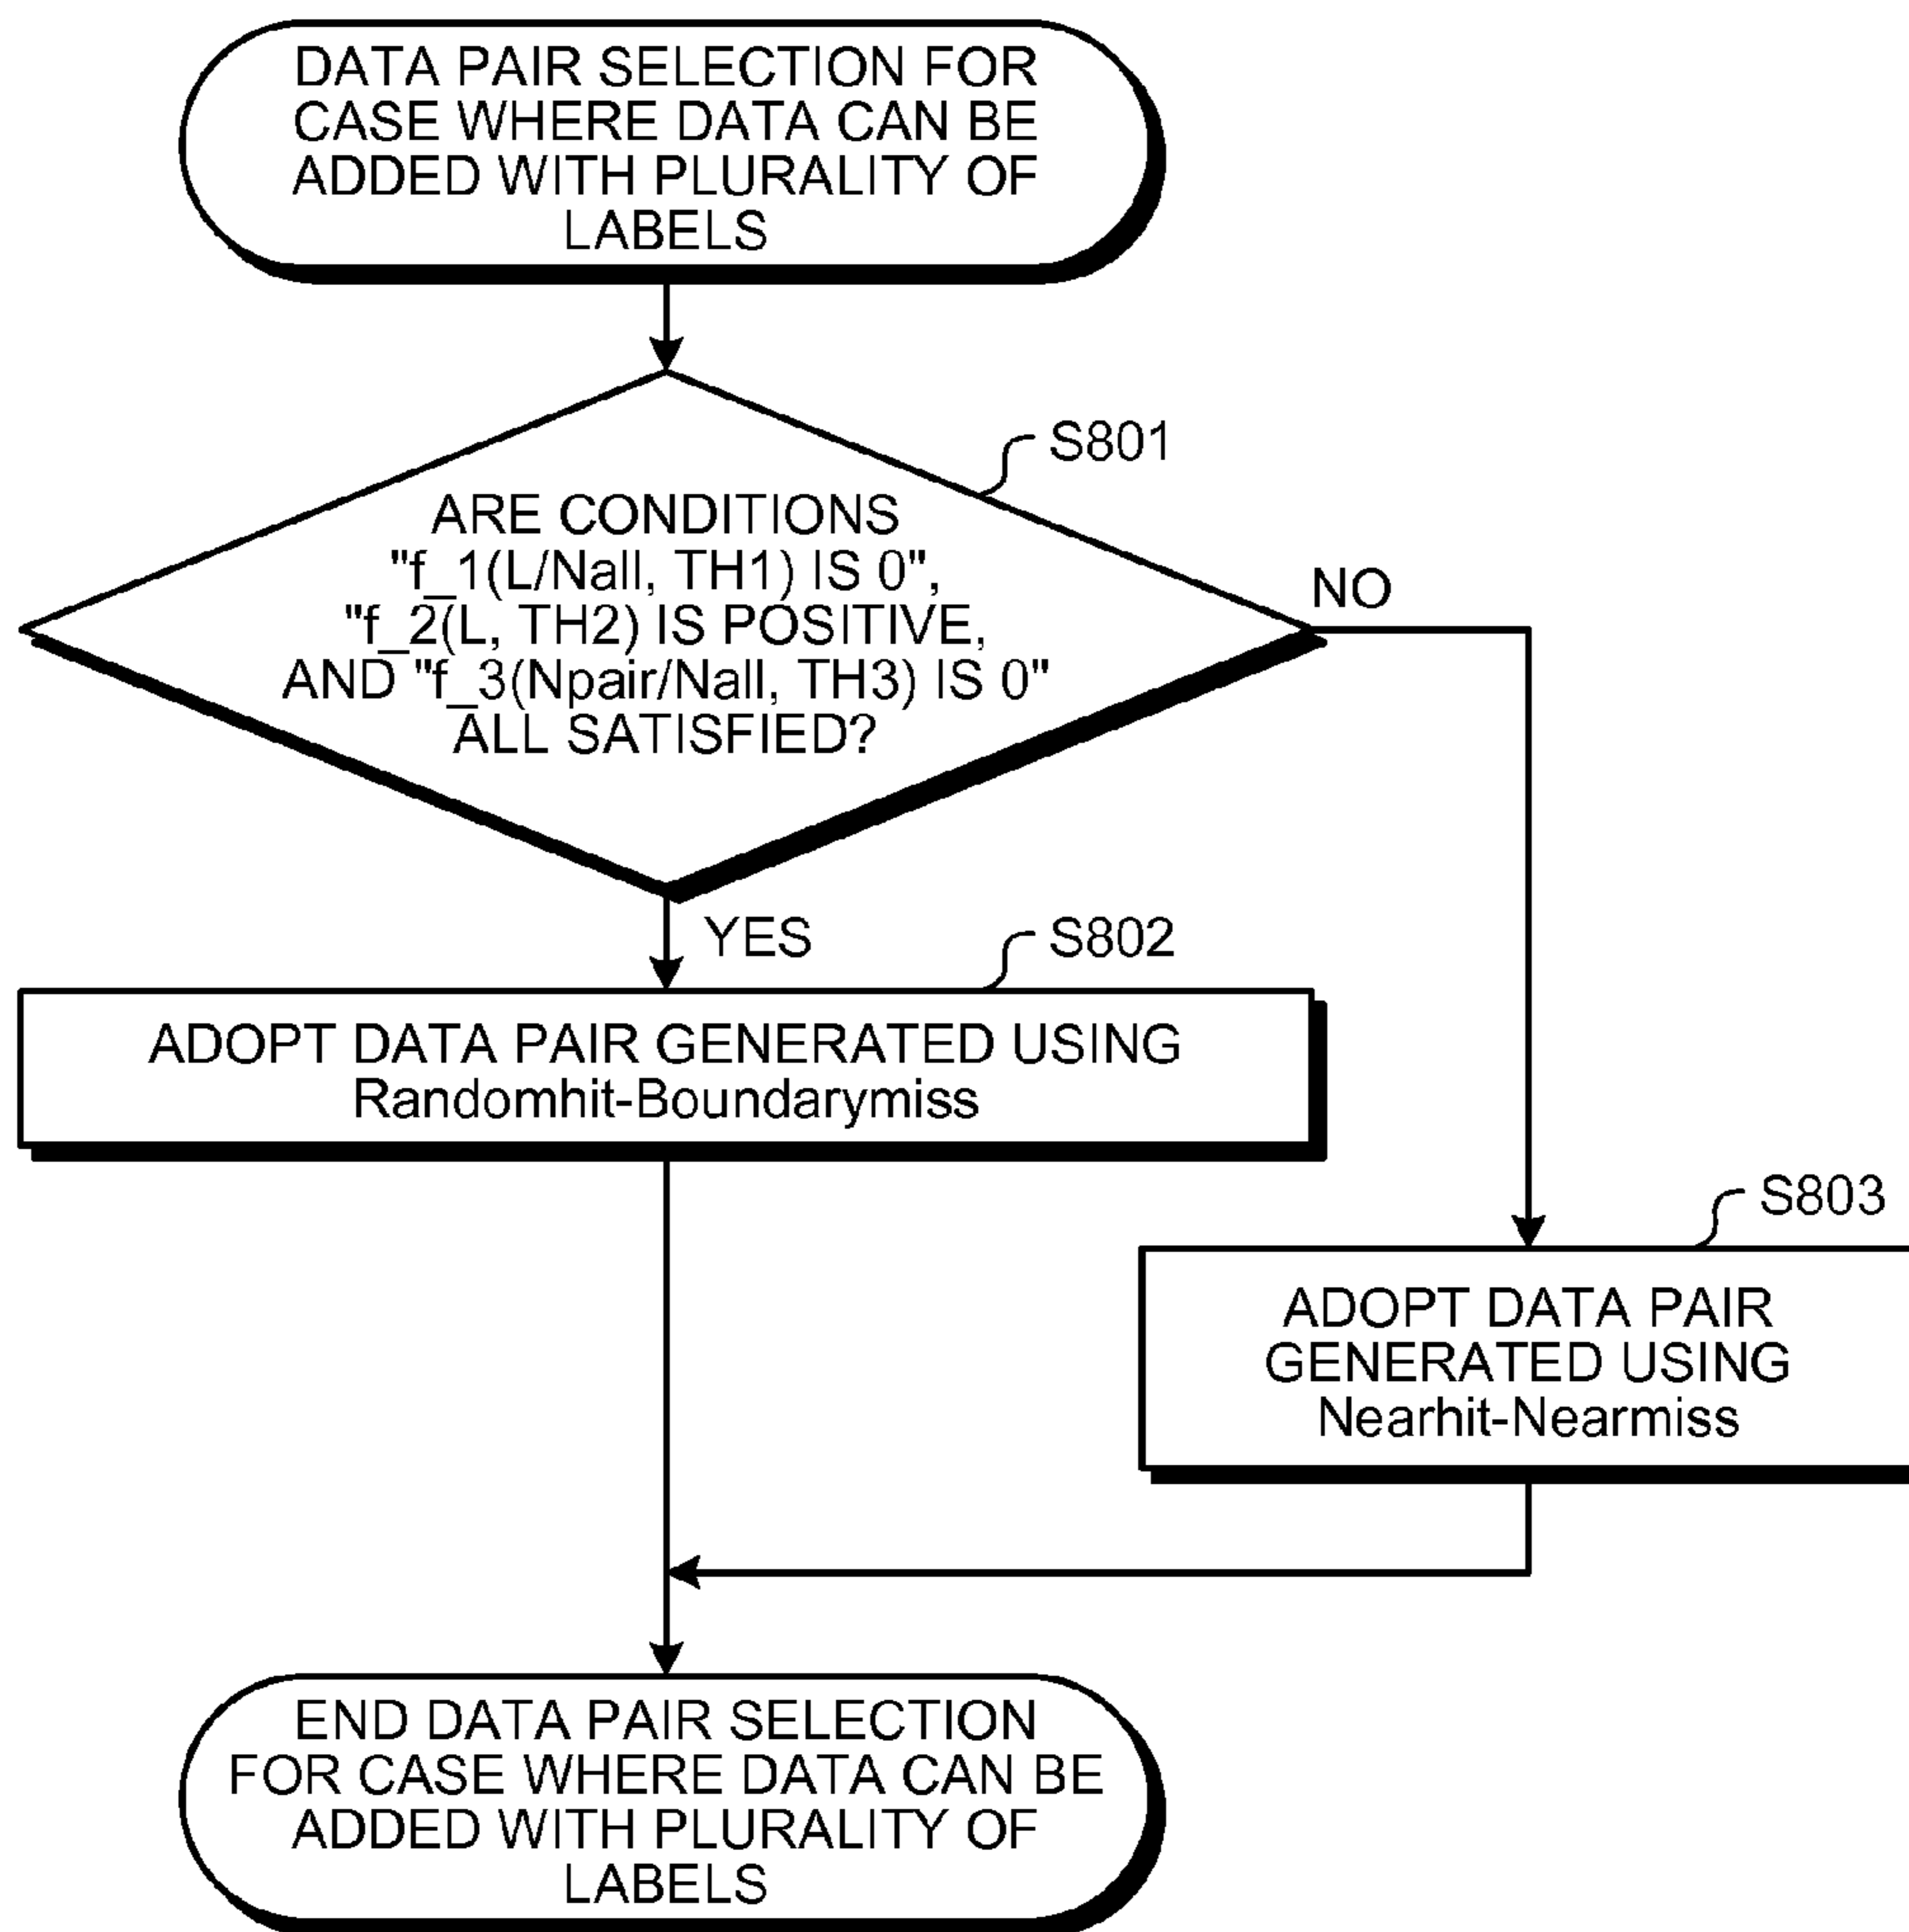 DATA PAIR SELECTION FOR
CASE WHERE DATA CAN BE
ADDED WITH PLURALITY OF
LABELS
S801
ARE CONDITIONS
"f_1(L/Nall, TH1) IS 0",
"f_2(L, TH2) IS POSITIVE,
AND "f_3(Npair/Nall, TH3) IS 0"
ALL SATISFIED?
NO
YES
S802
ADOPT DATA PAIR GENERATED USING
Randomhit-Boundarymiss
S803
ADOPT DATA PAIR
GENERATED USING
Nearhit-Nearmiss
END DATA PAIR SELECTION
FOR CASE WHERE DATA CAN BE
ADDED WITH PLURALITY OF
LABELS